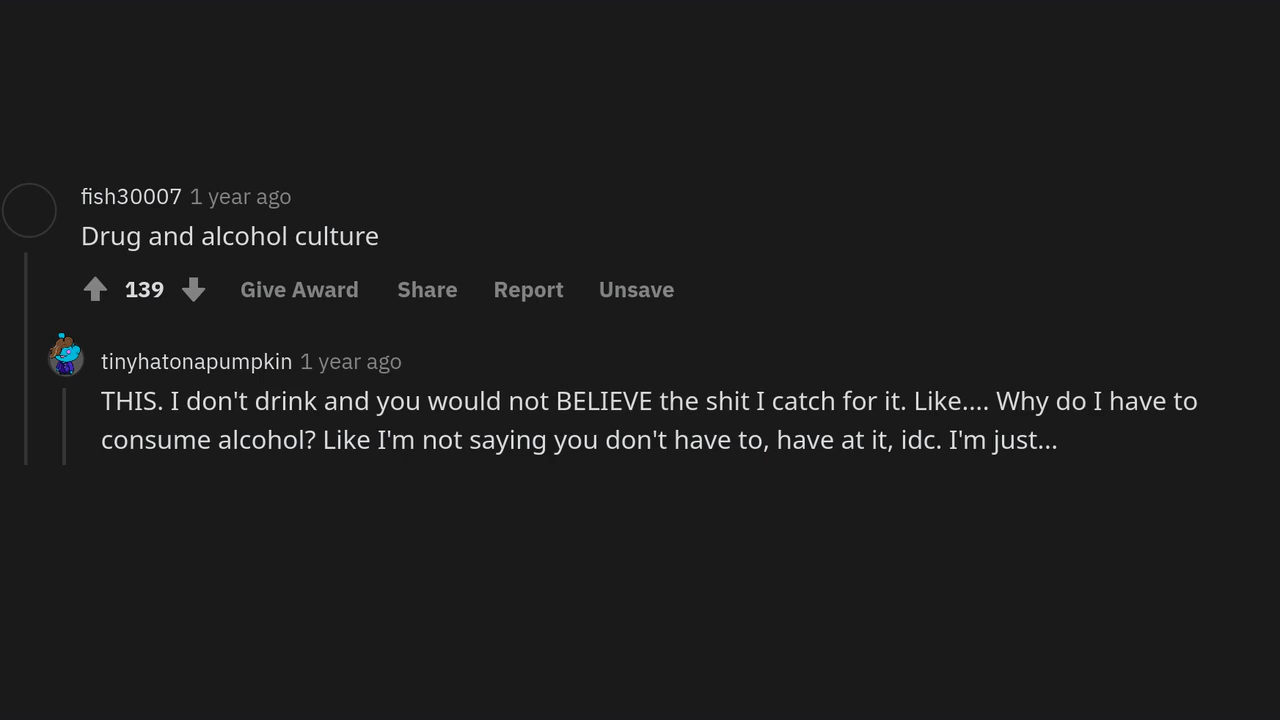 fish30007 1 year ago
Drug and alcohol culture
139 Give Award Share Report Unsave
tinyhatonapumpkin 1 year ago
THIS. I don't drink and you would not BELIEVE the shit I catch for it. Like.... Why do I have to
consume alcohol? Like I'm not saying you don't have to, have at it, idc. I'm just...